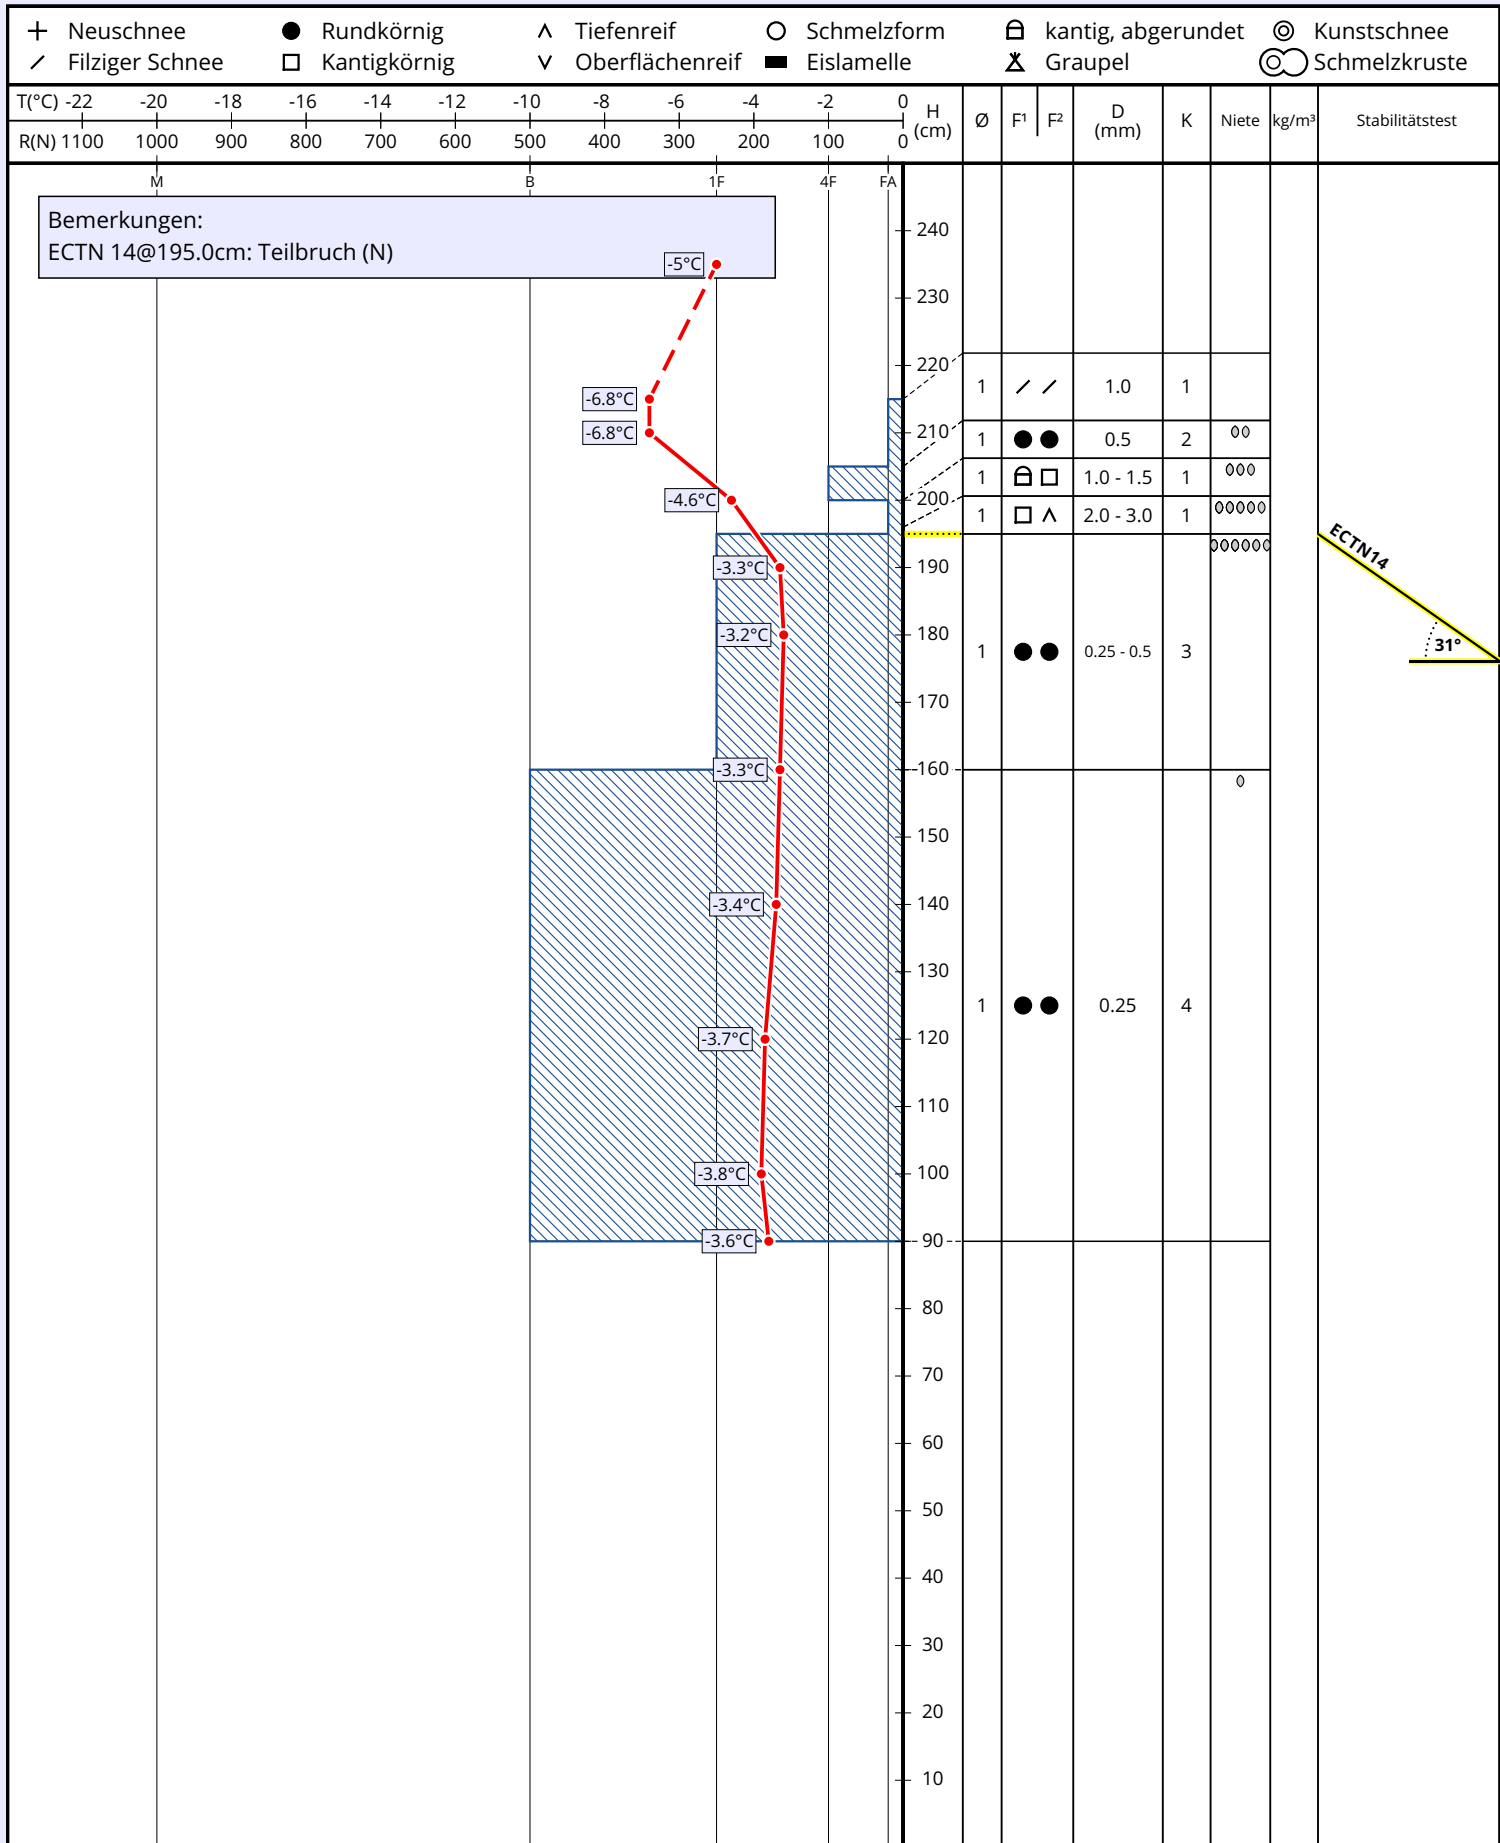 Neuschnee Rundkörnig Tiefenreif Schmelzform kantig, abgerundet Kunstschnee
Filziger Schnee Kantigkörnig Oberflächenreif Eislamelle Graupel Schmelzkruste
T(°C) -22 -20 -18 -16 -14 -12 -10 -8 -6 -4 -2 0
R(N) 1100 1000 900 800 700 600 500 400 300 200 100 0
H (cm) Ø F¹ F² D (mm) K Niete kg/m³ Stabilitätstest
M B 1F 4F FA
Bemerkungen:
ECTN 14@195.0cm: Teilbruch (N)
240
-5°C
230
220
1 1.0 1
-6.8°C
-6.8°C 210
1 0.5 2
1 1.0 - 1.5 1
-4.6°C 200
1 2.0 - 3.0 1
ECTN14
-3.3°C 190
-3.2°C 180
31°
1 0.25 - 0.5 3
170
-3.3°C 160
150
-3.4°C 140
130
1 0.25 4
-3.7°C 120
110
-3.8°C 100
-3.6°C 90
80
70
60
50
40
30
20
10